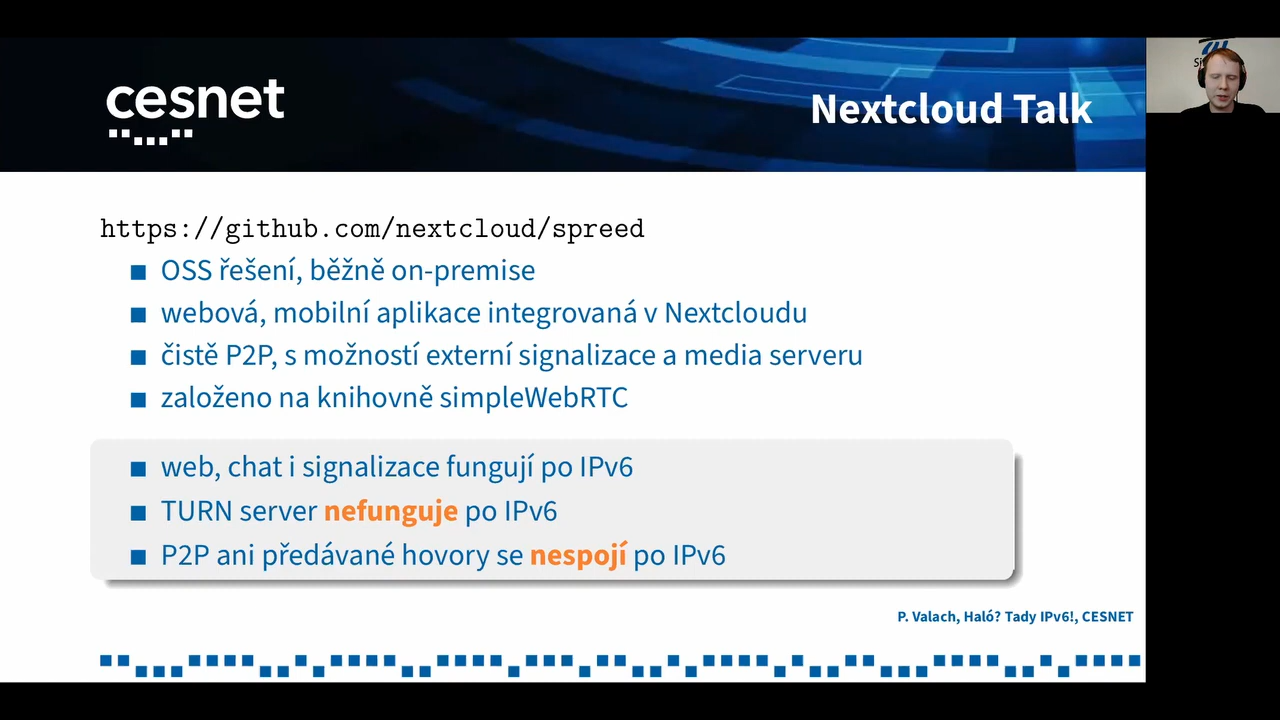 cesnet
Nextcloud Talk
https://github.com/nextcloud/spreed
OSS řešení, běžně on-premise
webová, mobilní aplikace integrovaná v Nextcloudu
čistě P2P, s možností externí signalizace a media serveru
založeno na knihovně simpleWebRTC
web, chat i signalizace fungují po IPv6
TURN server nefunguje po IPv6
P2P ani předávané hovory se nespojí po IPv6
P. Valach, Haló? Tady IPv6!, CESNET